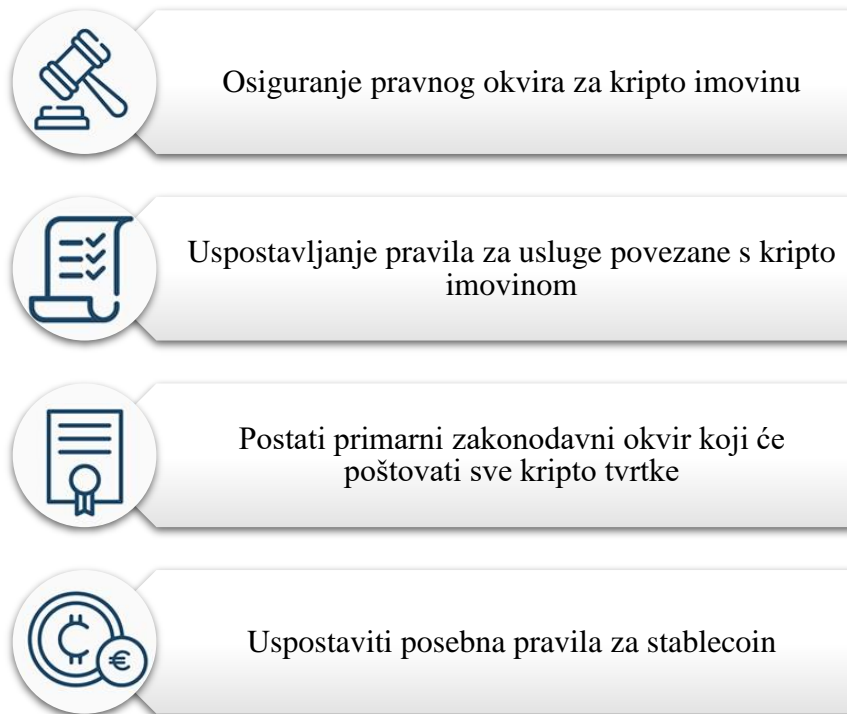 Osiguranje pravnog okvira za kripto imovinu
Uspostavljanje pravila za usluge povezane s kripto
imovinom
Postati primarni zakonodavni okvir koji će
poštovati sve kripto tvrtke
Uspostaviti posebna pravila za stablecoin